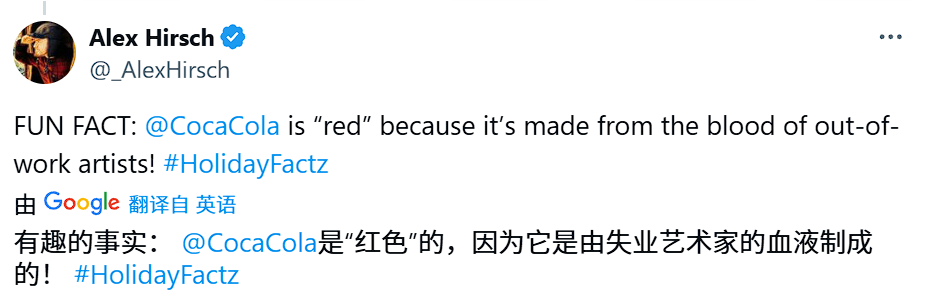 Alex Hirsch
@_AlexHirsch
FUN FACT: @CocaCola is “red” because it’s made from the blood of out-of-
work artists! #HolidayFactz
由 Google 翻译自 英语
有趣的事实： @CocaCola是“红色”的，因为它是由失业艺术家的血液制成
的！ #HolidayFactz